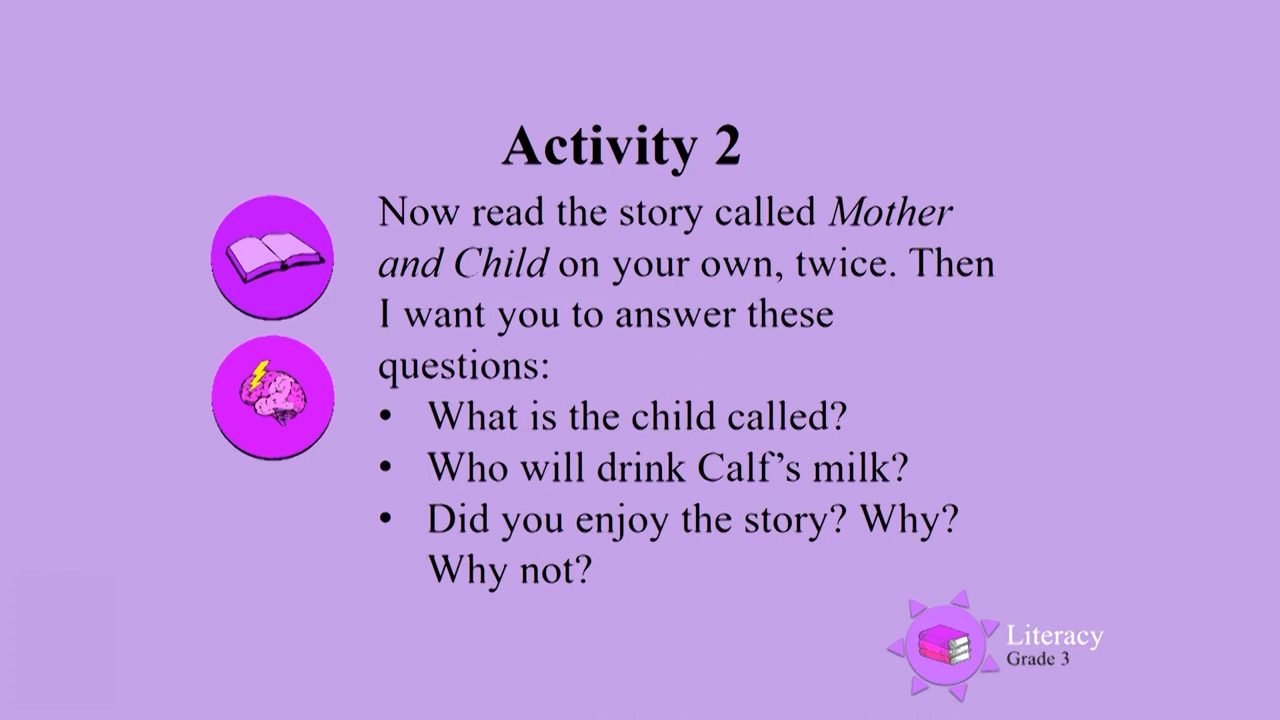 Activity 2
Now read the story called Mother
and Child on your own, twice. Then
I want you to answer these
questions:
• What is the child called?
• Who will drink Calf’s milk?
• Did you enjoy the story? Why?
Why not?
Literacy
Grade 3